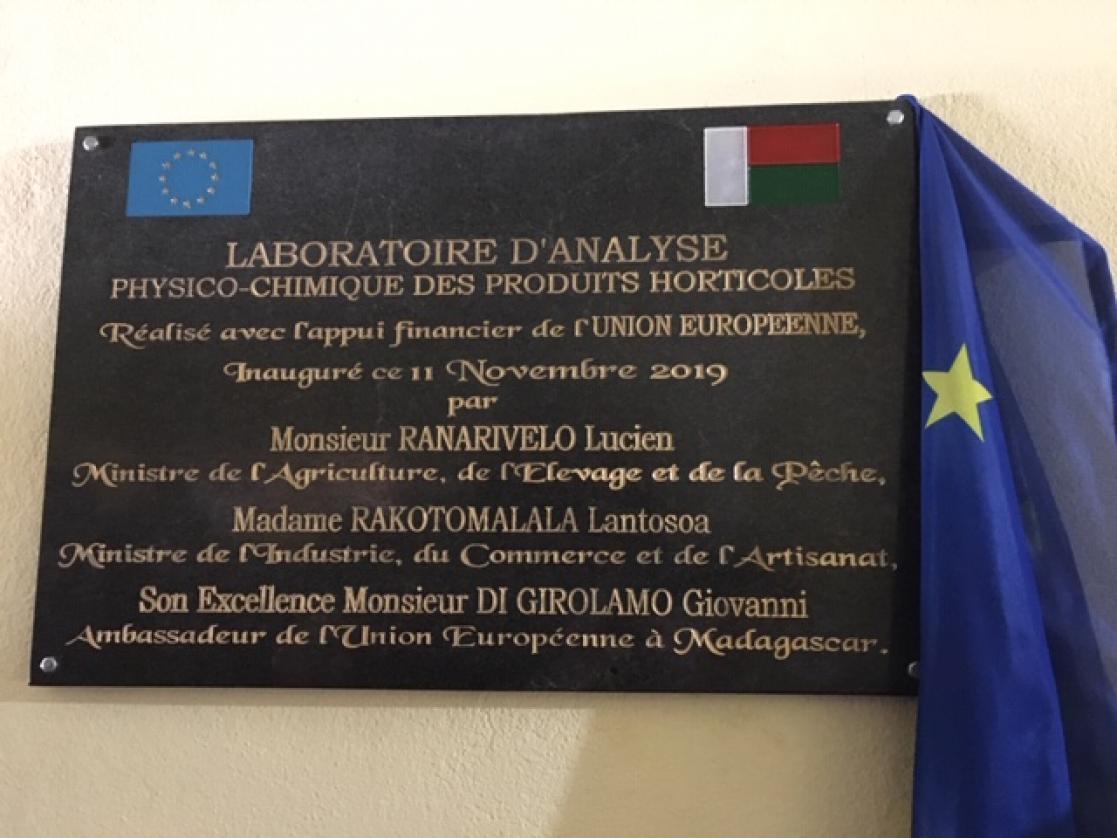 LABORATOIRE D'ANALYSE
PHYSICO-CHIMIQUE DES PRODUITS HORTICOLES
Réalisé avec l'appui financier de l'UNION EUROPEENNE,
Inauguré ce 11 Novembre 2019
par
Monsieur RANARIVELO Lucien
Ministre de l'Agriculture, de l'Elevage et de la Pêche,
Madame RAKOTOMALALA Lantosoa
Ministre de l'Industrie, du Commerce et de l'Artisanat,
Son Excellence Monsieur DI GIROLAMO Giovanni
Ambassadeur de l'Union Européenne à Madagascar.